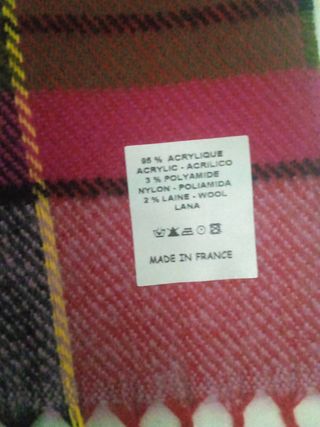 95 % ACRYLIQUE
ACRYLIC - ACRILICO
3 % POLYAMIDE
NYLON - POLIAMIDA
2 % LAINE - WOOL
LANA
MADE IN FRANCE